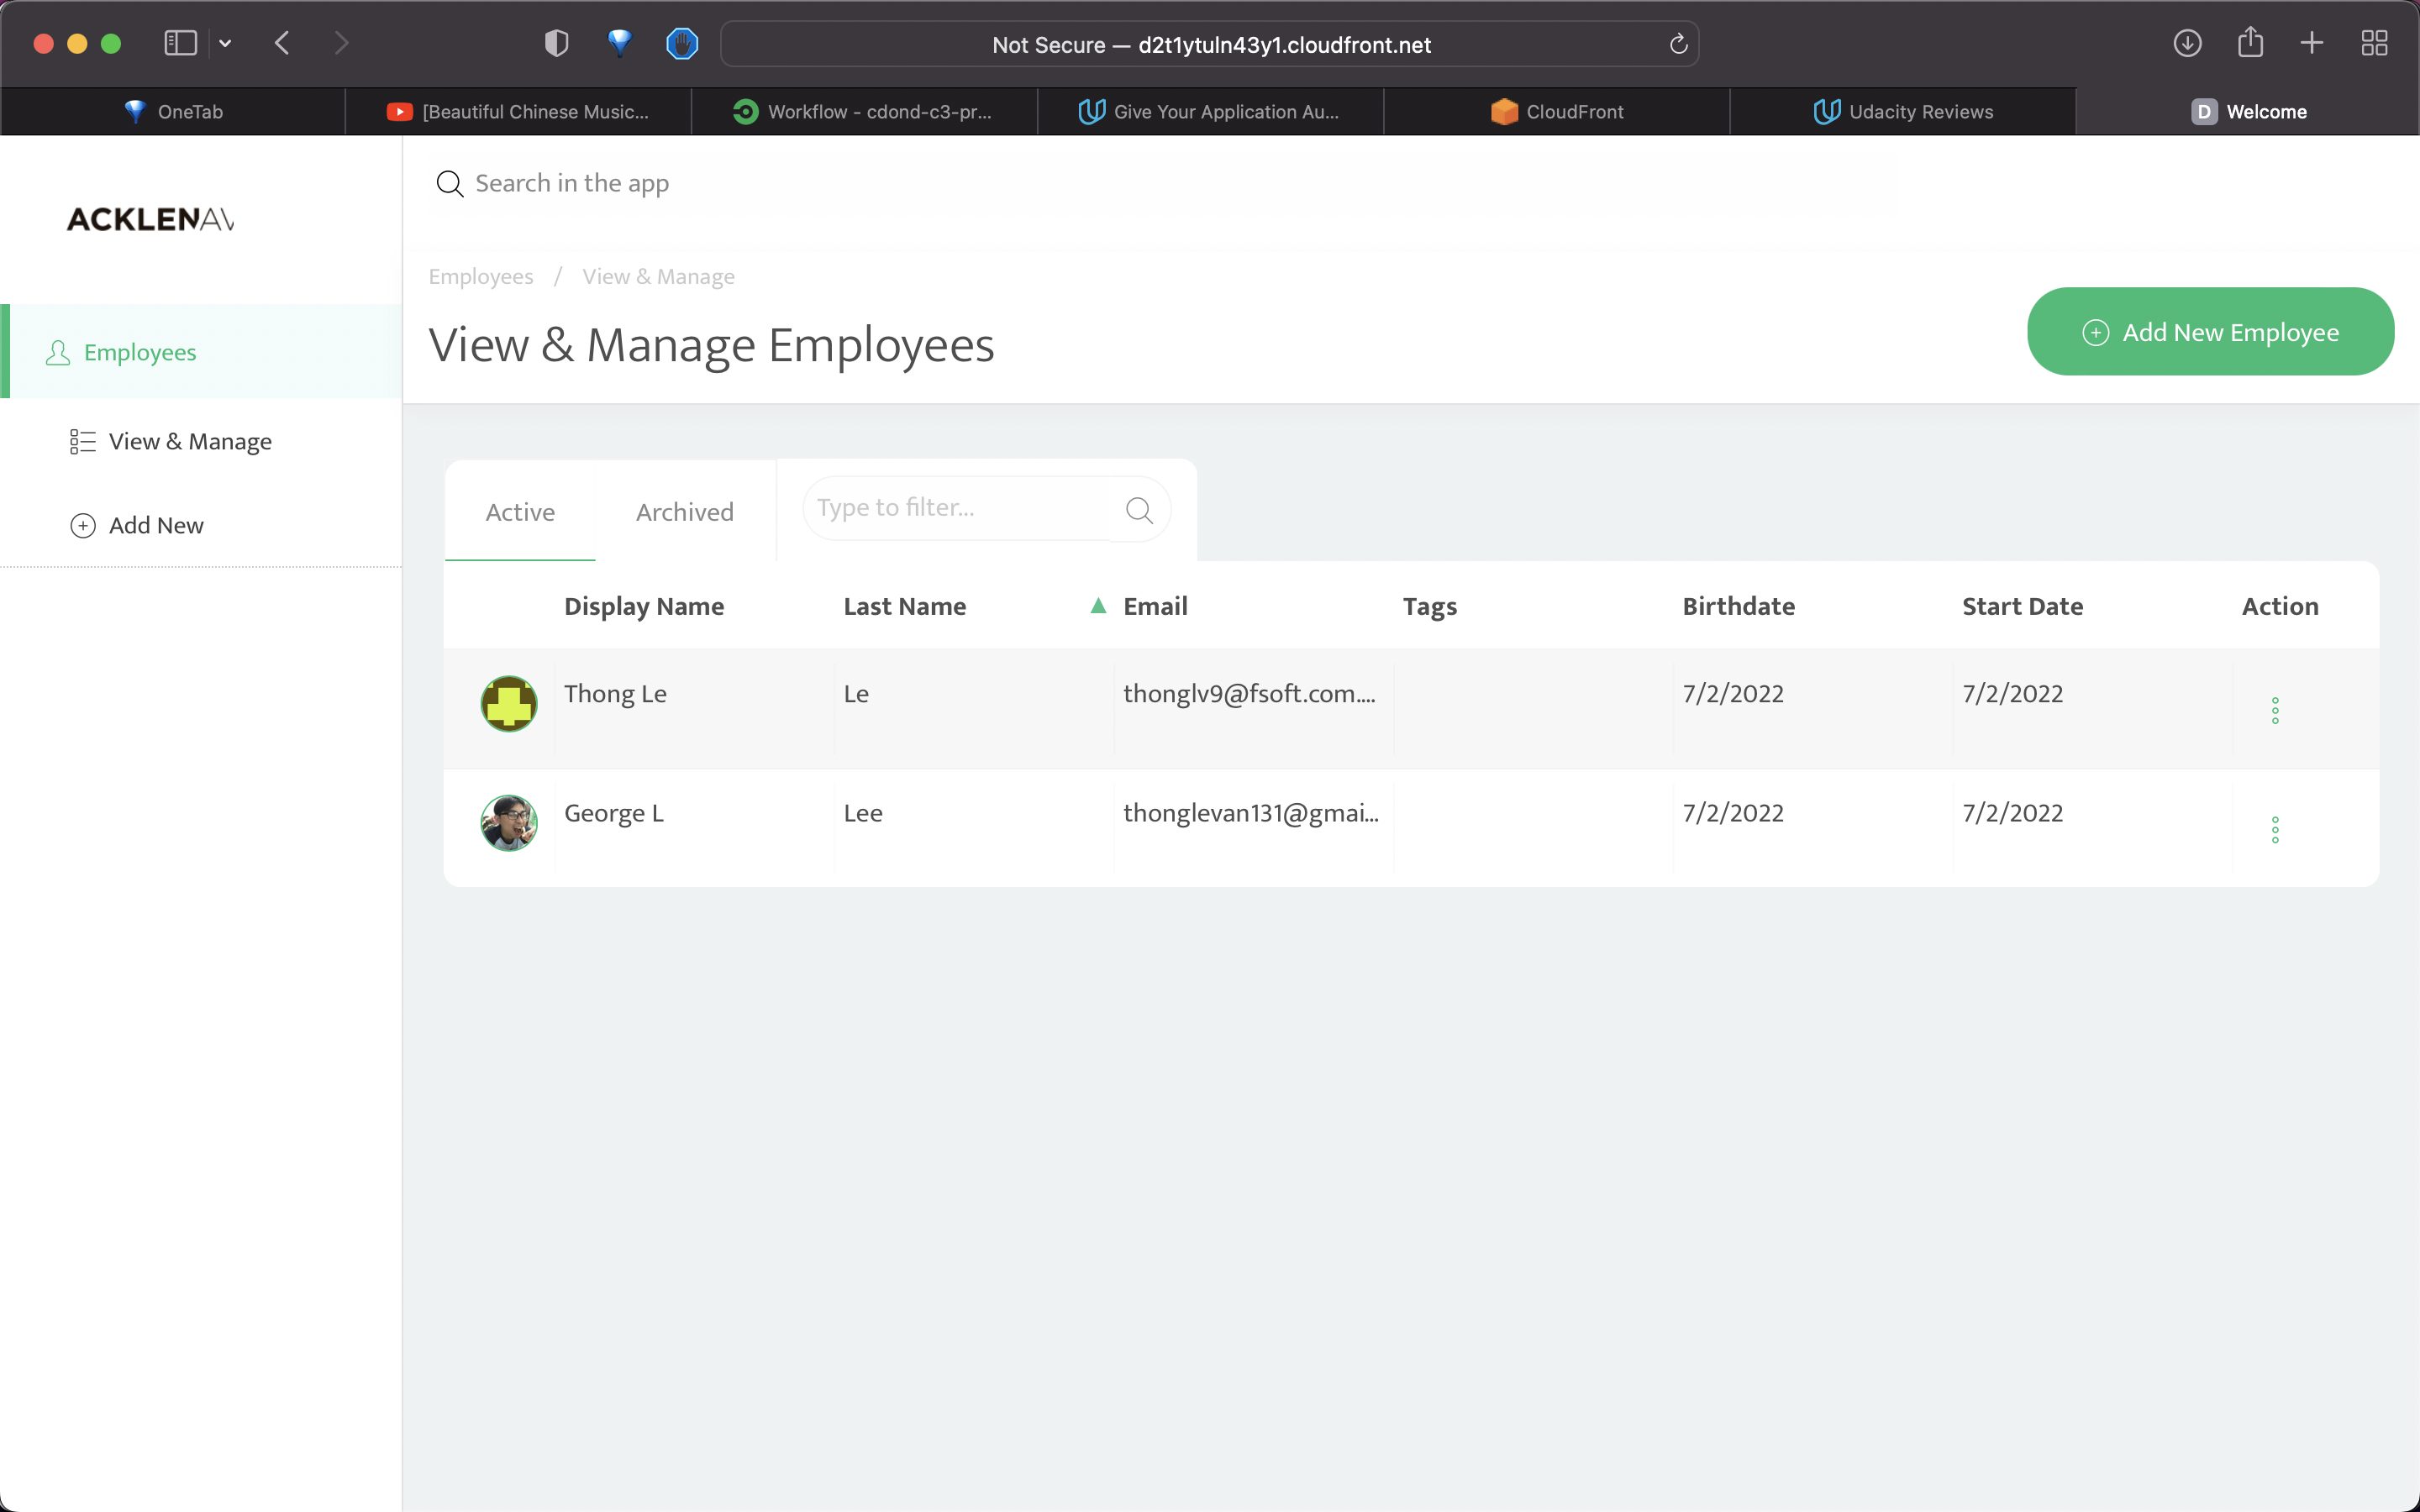 Not Secure — d2t1ytuln43y1.cloudfront.net
OneTab
[Beautiful Chinese Music...
Workflow - cdond-c3-pr...
Give Your Application Au...
CloudFront
Udacity Reviews
D Welcome
ACKLENAV
Search in the app
Employees / View & Manage
View & Manage Employees
Add New Employee
Employees
View & Manage
Add New
Active Archived Type to filter...
Display Name Last Name Email Tags Birthdate Start Date Action
Thong Le Le thonglv9@fsoft.com.... 7/2/2022 7/2/2022
George L Lee thonglevan131@gmai... 7/2/2022 7/2/2022